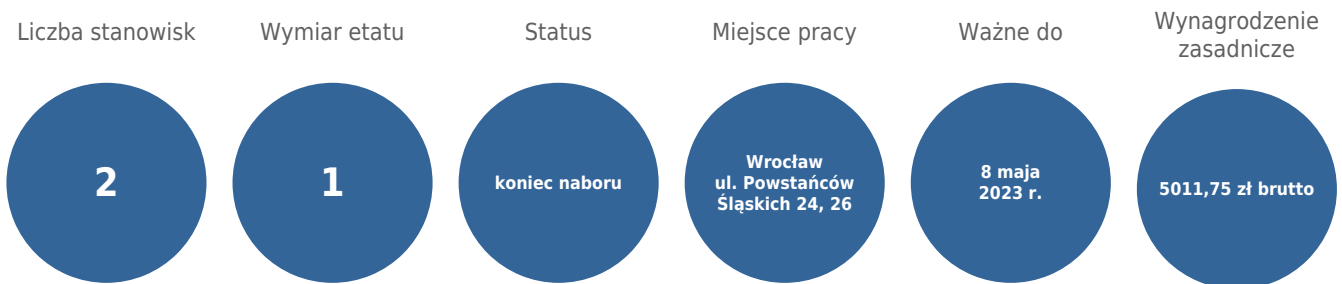 Liczba stanowisk
2
Wymiar etatu
1
Status
koniec naboru
Miejsce pracy
Wrocław
ul. Powstańców
Śląskich 24, 26
Ważne do
8 maja
2023 r.
Wynagrodzenie
zasadnicze
5011,75 zł brutto